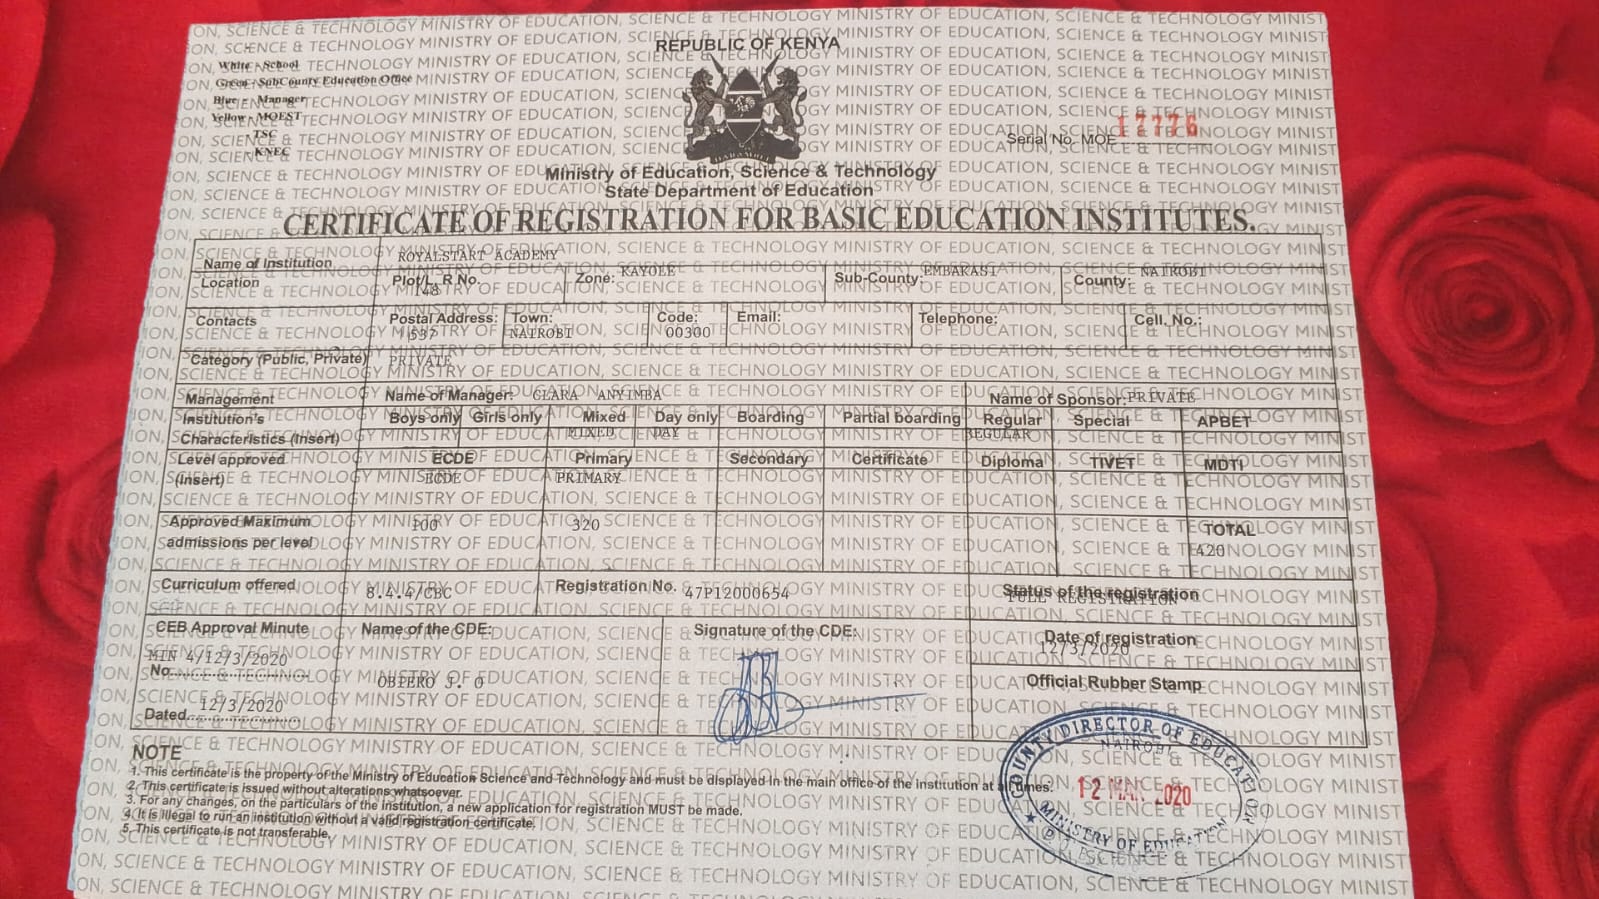 REPUBLIC OF KENYA
White - School
Green - SubCounty Education Office
Blue - Manager
Yellow - MOEST
TSC
KNEC
Serial No. MOE 17776
Ministry of Education, Science & Technology
State Department of Education
CERTIFICATE OF REGISTRATION FOR BASIC EDUCATION INSTITUTES.
Name of Institution ROYALSTART ACADEMY
Location Plot/L. R No. 148 Zone: KAYOLE Sub-County: EMBAKASI County: NAIROBI
Contacts Postal Address: 537 Town: NAIROBI Code: 00300 Email: Telephone: Cell. No.:
Category (Public, Private) PRIVATE
Management Name of Manager: CLARA ANYIMBA Name of Sponsor: PRIVATE
Institution's Boys only Girls only Mixed Day only Boarding Partial boarding Regular Special APBET
Characteristics (Insert) MIXED DAY REGULAR
Level approved ECDE Primary Secondary Certificate Diploma TIVET MDTI
(Insert) ECDE PRIMARY
Approved Maximum 100 320 TOTAL
admissions per level 420
Curriculum offered 8.4.4/CBC Registration No. 47P12000654 Status of the registration
FULL REGISTRATION
CEB Approval Minute Name of the CDE: Signature of the CDE: Date of registration
MIN 4/12/3/2020 12/3/2020
No. OBIERO J. O Official Rubber Stamp
Dated 12/3/2020
COUNTY DIRECTOR OF EDUCATION
NAIROBI
12 MAR 2020
MINISTRY OF EDUCATION
NOTE
1. This certificate is the property of the Ministry of Education Science and Technology and must be displayed in the main office of the institution at all times.
2. This certificate is issued without alterations whatsoever.
3. For any changes, on the particulars of the institution, a new application for registration MUST be made.
4. It is illegal to run an institution without a valid registration certificate.
5. This certificate is not transferable.